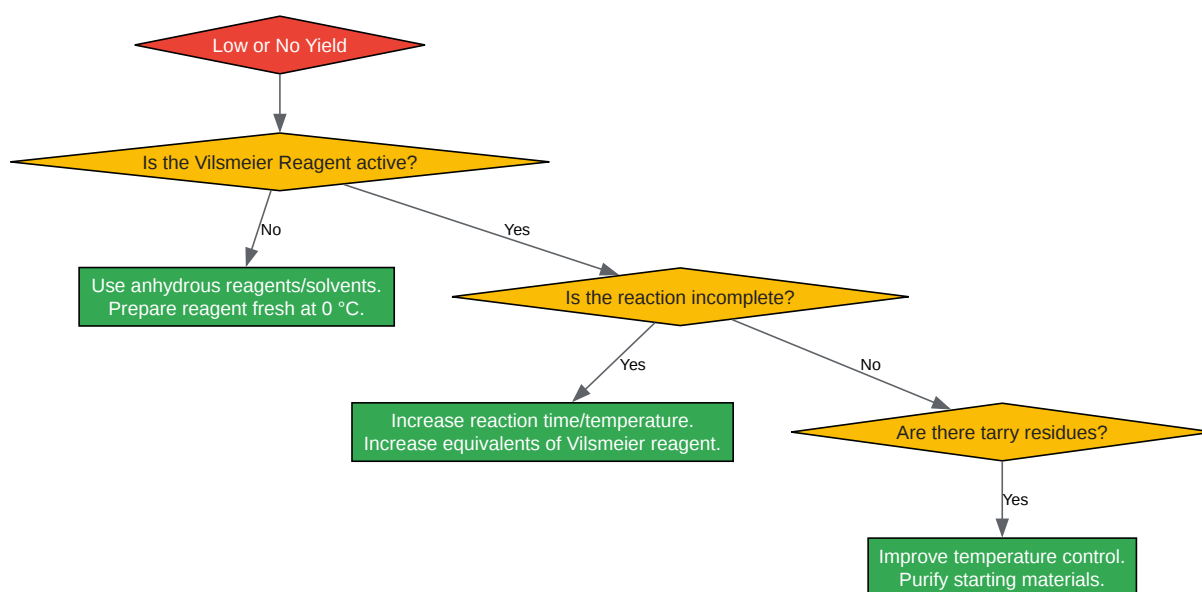 Low or No Yield
Is the Vilsmeier Reagent active?
No
Yes
Use anhydrous reagents/solvents.
Prepare reagent fresh at 0 °C.
Is the reaction incomplete?
Yes
No
Increase reaction time/temperature.
Increase equivalents of Vilsmeier reagent.
Are there tarry residues?
Yes
Improve temperature control.
Purify starting materials.